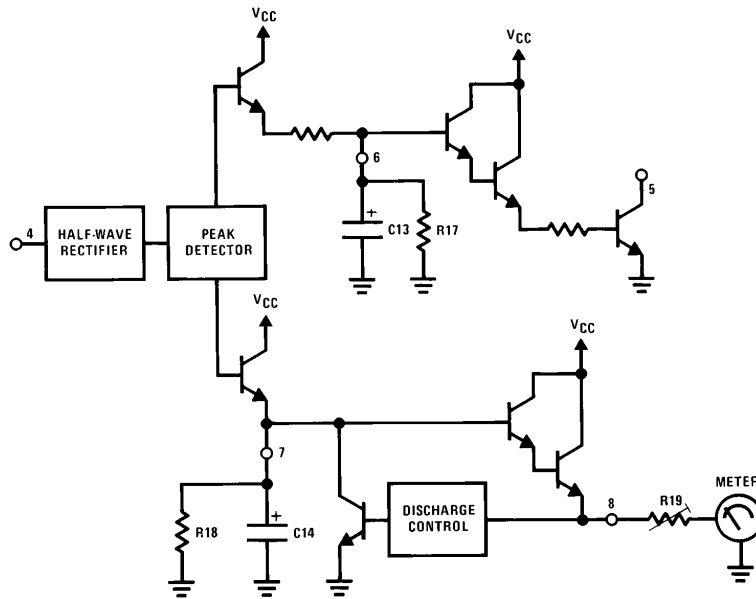 VCC
VCC
6
5
4
HALF-WAVE
RECTIFIER
PEAK
DETECTOR
+
C13
R17
VCC
VCC
7
8
R19
METER
R18
+
C14
DISCHARGE
CONTROL